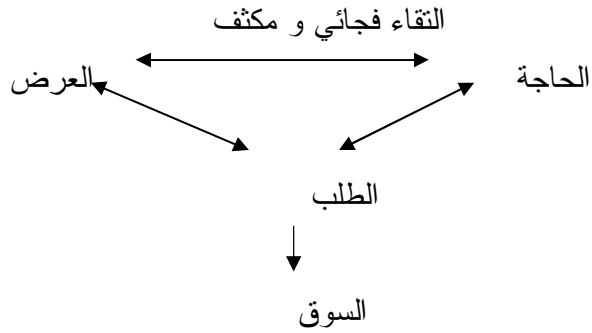 التقاء فجائي و مكثف
الحاجة
العرض
الطلب
السوق